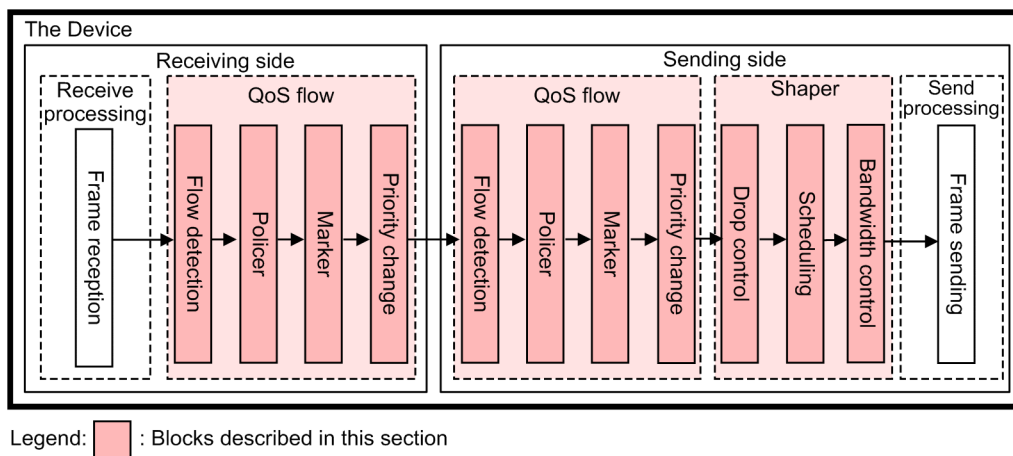 The Device
Receiving side
Receive
processing
Frame reception
QoS flow
Flow detection
Policer
Marker
Priority change
Sending side
QoS flow
Flow detection
Policer
Marker
Priority change
Shaper
Drop control
Scheduling
Bandwidth control
Send
processing
Frame sending
Legend: : Blocks described in this section